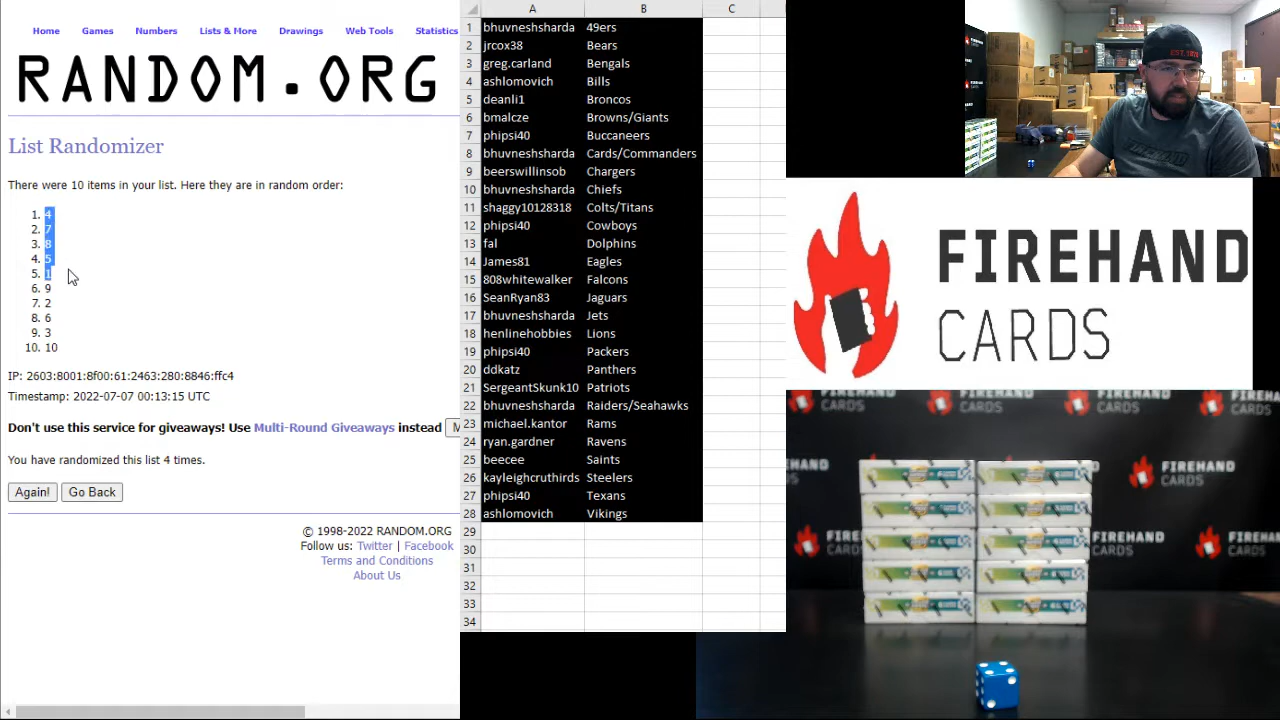 Home Games Numbers Lists & More Drawings Web Tools Statistics
RANDOM.ORG
List Randomizer
There were 10 items in your list. Here they are in random order:
1. 4
2. 7
3. 8
4. 5
5. 1
6. 9
7. 2
8. 6
9. 3
10. 10
IP: 2603:8001:8f00:61:2463:280:8846:ffc4
Timestamp: 2022-07-07 00:13:15 UTC
Don't use this service for giveaways! Use Multi-Round Giveaways instead M
You have randomized this list 4 times.
Again! Go Back
© 1998-2022 RANDOM.ORG
Follow us: Twitter | Facebook
Terms and Conditions
About Us
A B C
1 bhuvneshsharda 49ers
2 jrcox38 Bears
3 greg.carland Bengals
4 ashlomovich Bills
5 deanli1 Broncos
6 bmalcze Browns/Giants
7 phipsi40 Buccaneers
8 bhuvneshsharda Cards/Commanders
9 beerswillinsob Chargers
10 bhuvneshsharda Chiefs
11 shaggy10128318 Colts/Titans
12 phipsi40 Cowboys
13 fal Dolphins
14 James81 Eagles
15 808whitewalker Falcons
16 SeanRyan83 Jaguars
17 bhuvneshsharda Jets
18 henlinehobbies Lions
19 phipsi40 Packers
20 ddkatz Panthers
21 SergeantSkunk10 Patriots
22 bhuvneshsharda Raiders/Seahawks
23 michael.kantor Rams
24 ryan.gardner Ravens
25 beecee Saints
26 kayleighcruthirds Steelers
27 phipsi40 Texans
28 ashlomovich Vikings
29
30
31
32
33
34
FIREHAND
CARDS
CARDS
FIREHAND
CARDS
FIREHAND
CARDS
FIREHAND
CARDS